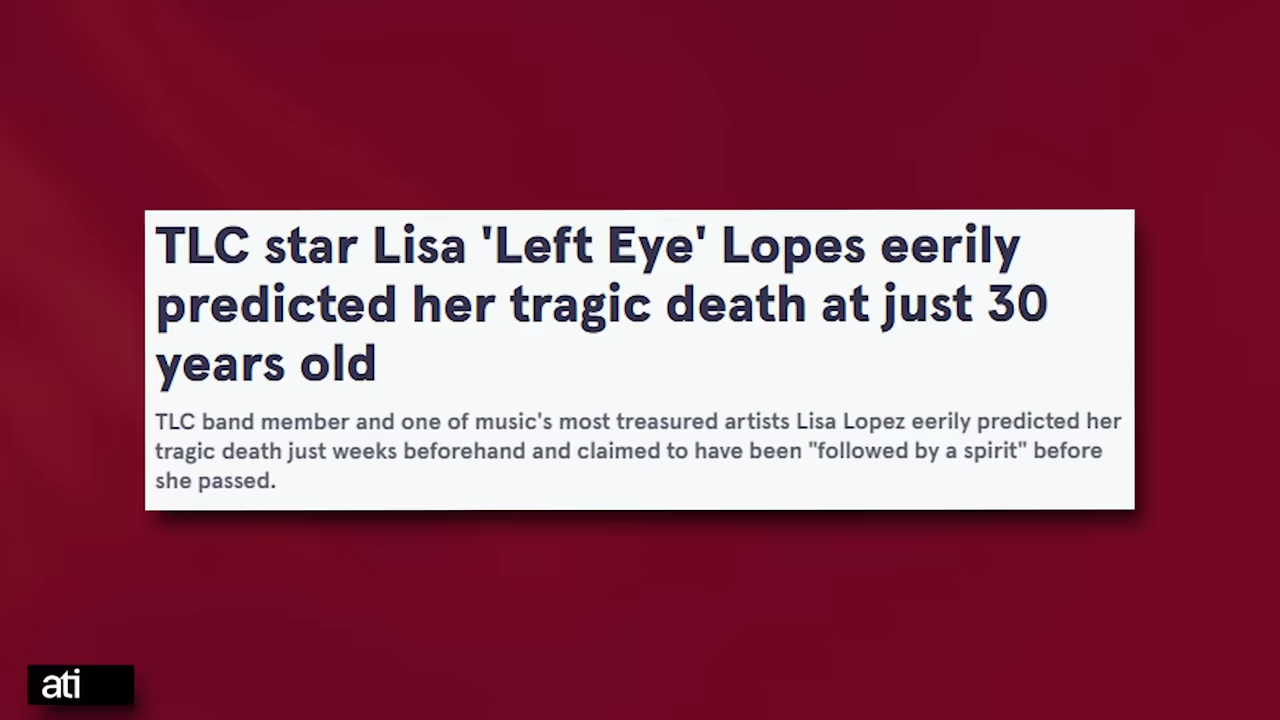 TLC star Lisa 'Left Eye' Lopes eerily
predicted her tragic death at just 30
years old
TLC band member and one of music's most treasured artists Lisa Lopez eerily predicted her
tragic death just weeks beforehand and claimed to have been "followed by a spirit" before
she passed.
ati